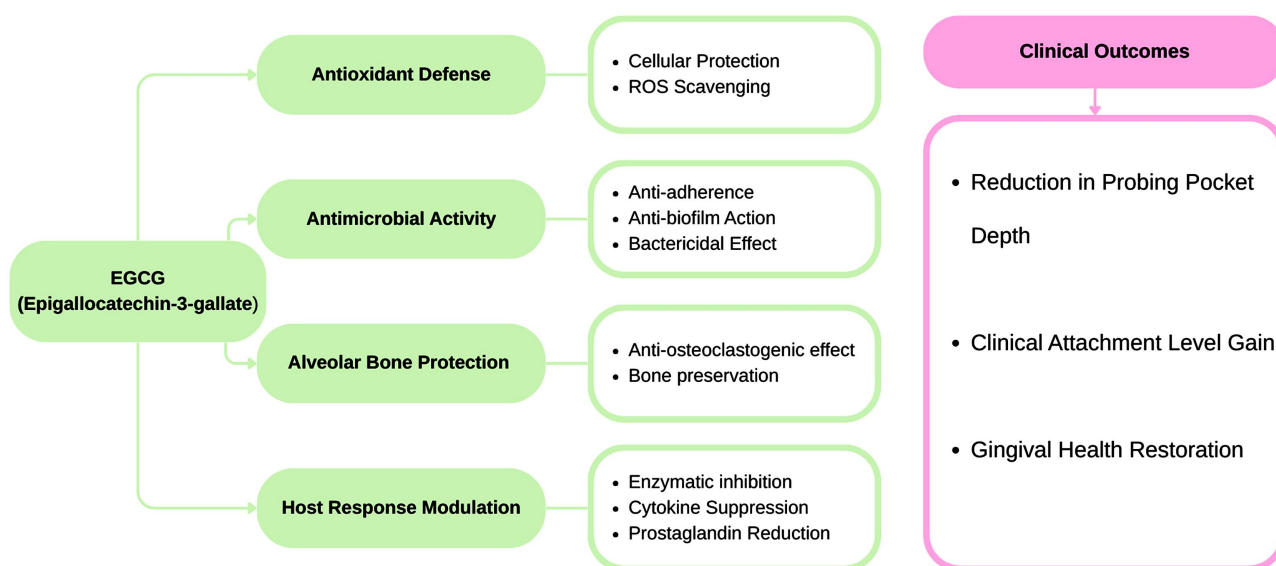 EGCG
(Epigallocatechin-3-gallate)
Antioxidant Defense
• Cellular Protection
• ROS Scavenging
Antimicrobial Activity
• Anti-adherence
• Anti-biofilm Action
• Bactericidal Effect
Alveolar Bone Protection
• Anti-osteoclastogenic effect
• Bone preservation
Host Response Modulation
• Enzymatic inhibition
• Cytokine Suppression
• Prostaglandin Reduction
Clinical Outcomes
• Reduction in Probing Pocket
Depth
• Clinical Attachment Level Gain
• Gingival Health Restoration